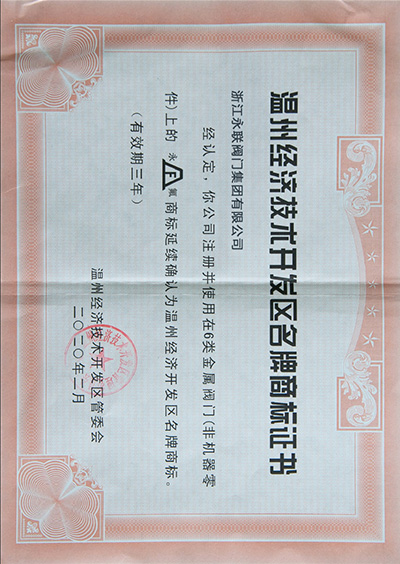 温州经济技术开发区名牌商标证书
浙江永联阀门集团有限公司
经认定，你公司注册并使用在6类金属阀门(非机器零
件)上的 永 F 氟 商标延续确认为温州经济开发区名牌商标。
(有效期三年)
温州经济技术开发区管委会
二〇二〇年二月